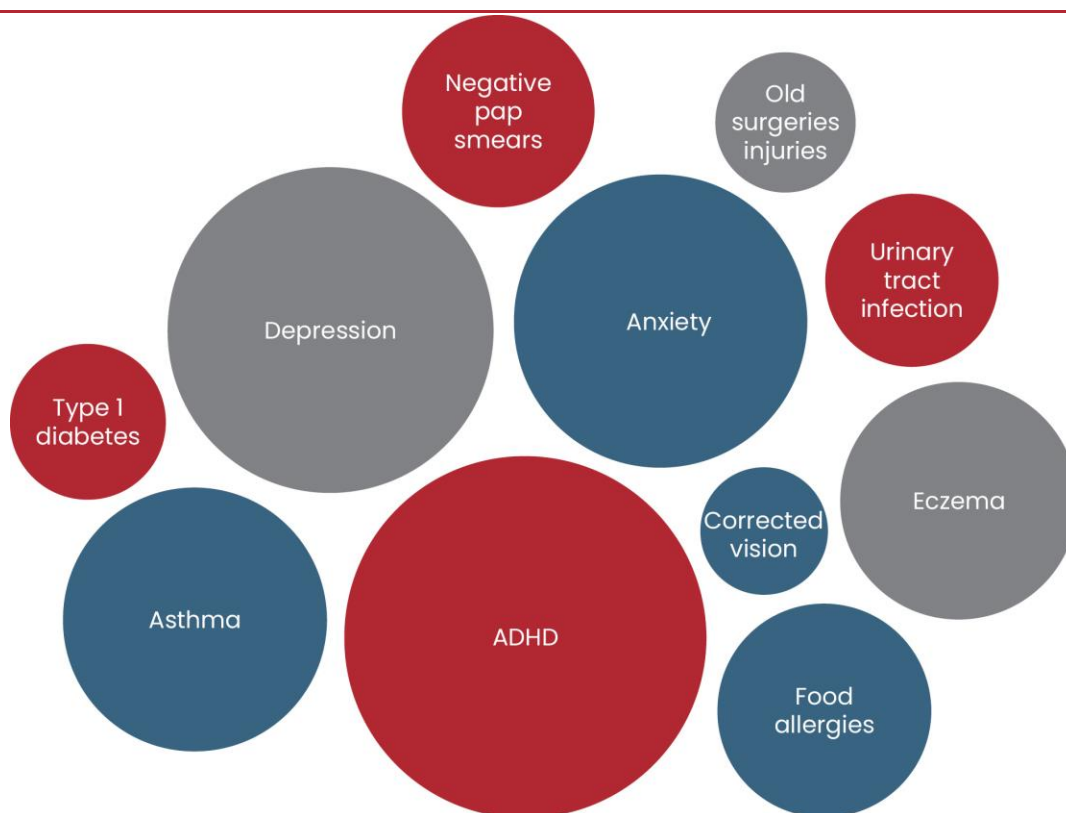 Negative
pap
smears
Old
surgeries
injuries
Depression
Anxiety
Urinary
tract
infection
Type 1
diabetes
Asthma
ADHD
Corrected
vision
Eczema
Food
allergies